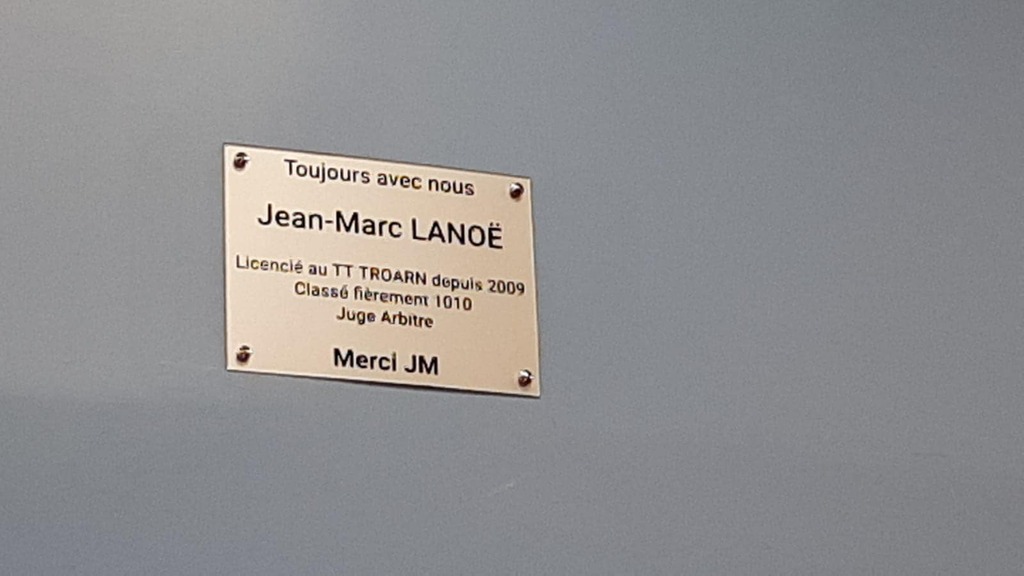 Toujours avec nous
Jean-Marc LANOË
Licencié au TT TROARN depuis 2009
Classé fièrement 1010
Juge Arbitre
Merci JM